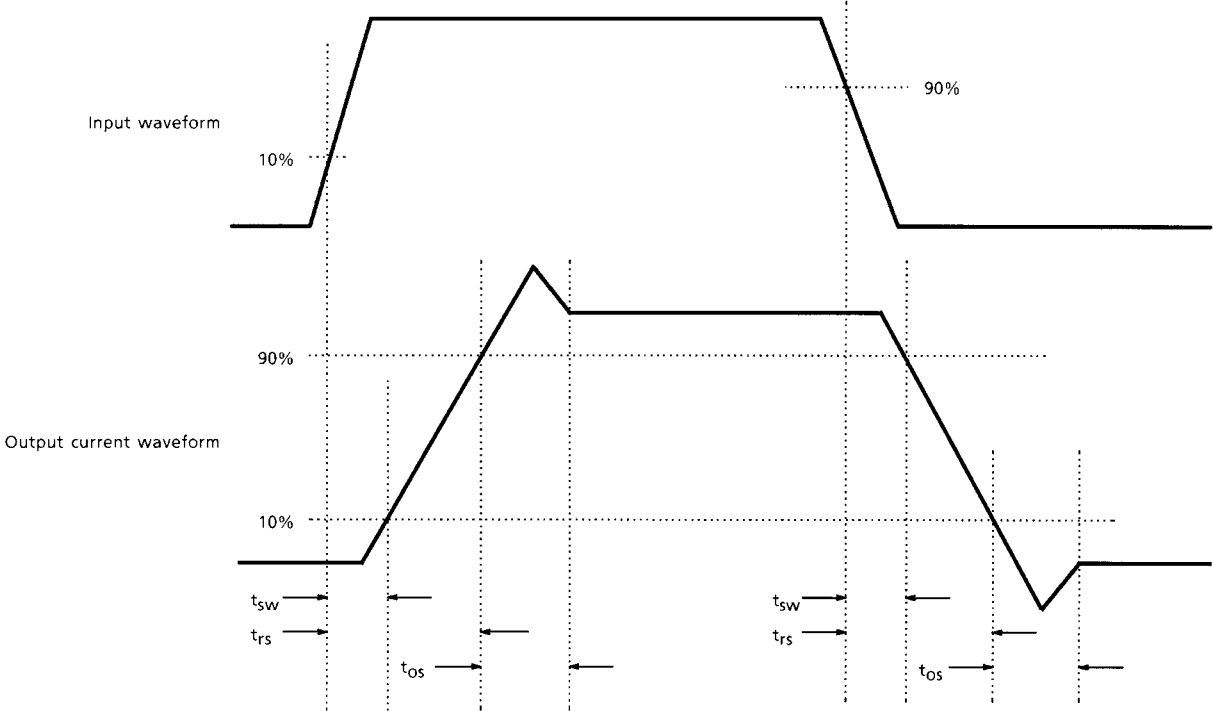 90%
Input waveform
10%
90%
Output current waveform
10%
tsw
tsw
trs
trs
tos
tos